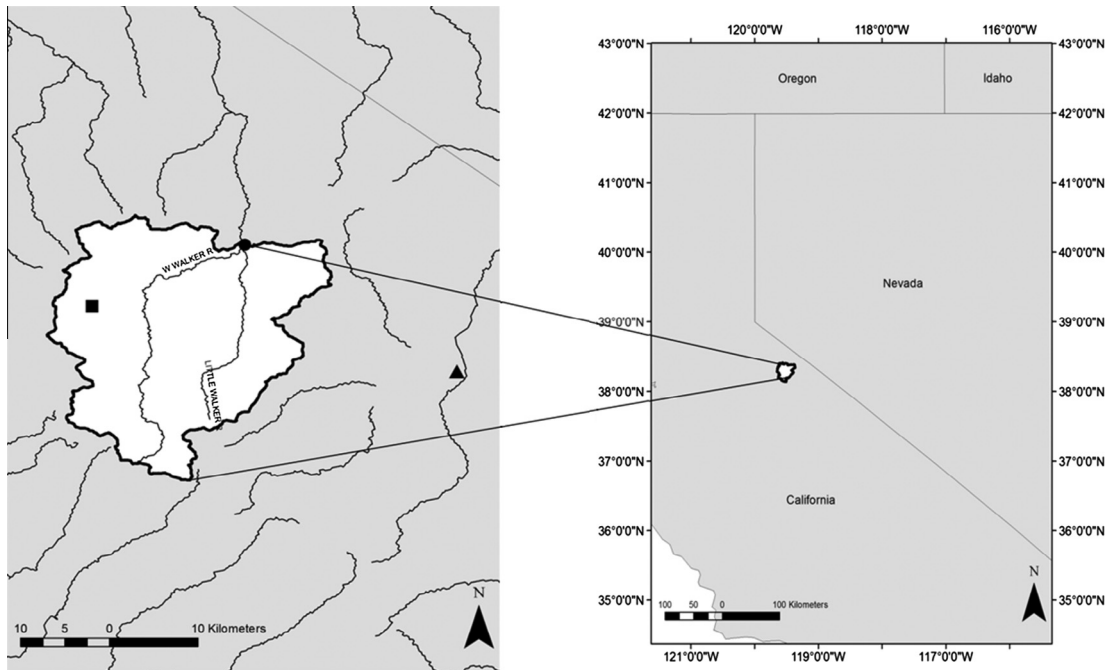 W WALKER R
LITTLE WALKER
10 5 0 10 Kilometers
N
120°0'0"W 118°0'0"W 116°0'0"W
43°0'0"N 43°0'0"N
Oregon Idaho
42°0'0"N 42°0'0"N
41°0'0"N 41°0'0"N
40°0'0"N 40°0'0"N
Nevada
39°0'0"N 39°0'0"N
38°0'0"N 38°0'0"N
37°0'0"N 37°0'0"N
California
36°0'0"N 36°0'0"N
N
35°0'0"N 35°0'0"N
100 50 0 100 Kilometers
121°0'0"W 119°0'0"W 117°0'0"W